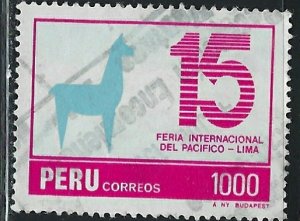 15
FERIA INTERNACIONAL
DEL PACIFICO – LIMA
PERU CORREOS 1000
A. NY. BUDAPEST